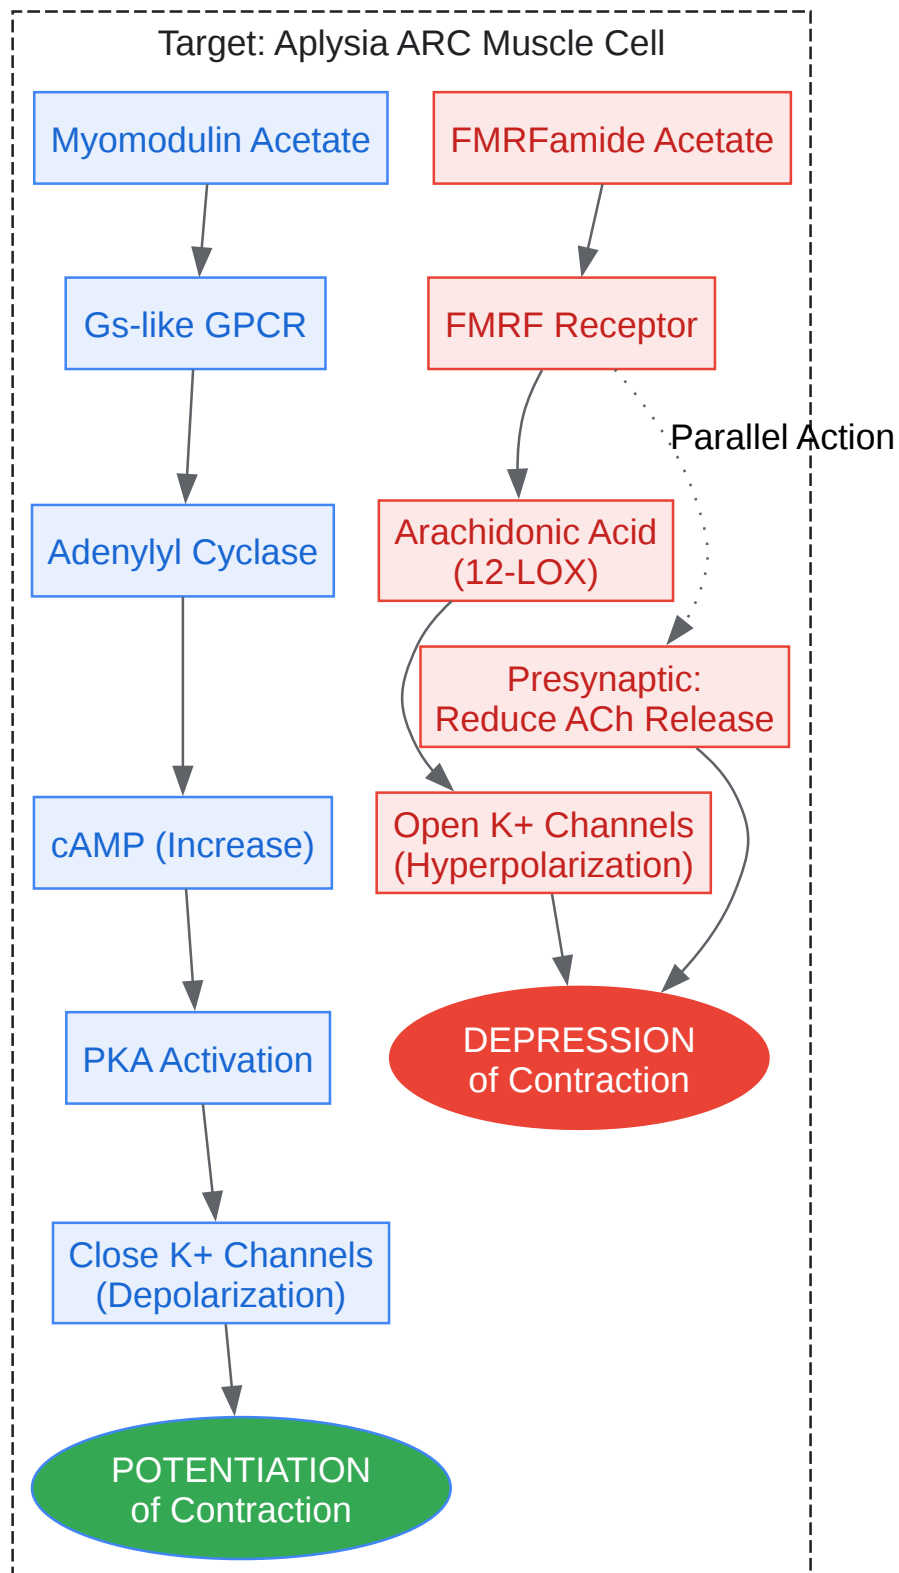 Target: Aplysia ARC Muscle Cell
Myomodulin Acetate
FMRFamide Acetate
Gs-like GPCR
FMRF Receptor
Parallel Action
Adenylyl Cyclase
Arachidonic Acid
(12-LOX)
Presynaptic:
Reduce ACh Release
cAMP (Increase)
Open K+ Channels
(Hyperpolarization)
PKA Activation
DEPRESSION
of Contraction
Close K+ Channels
(Depolarization)
POTENTIATION
of Contraction